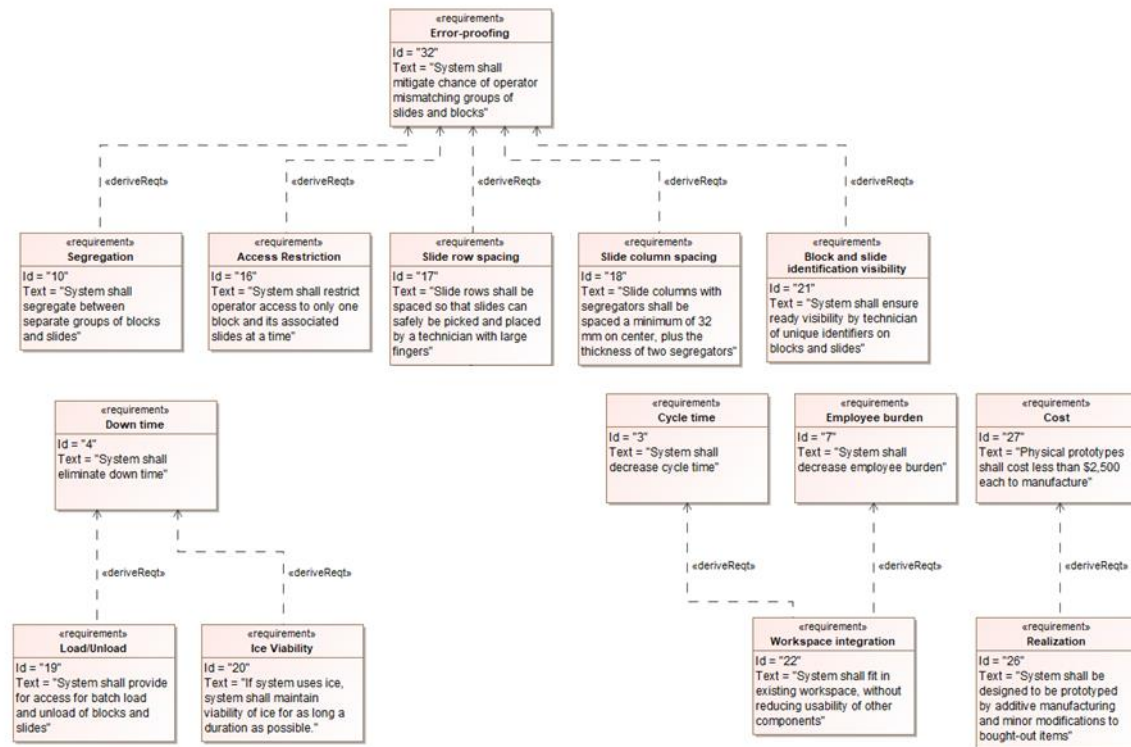 «requirement»
Error-proofing
Id = "32"
Text = "System shall
mitigate chance of operator
mismatching groups of
slides and blocks"
«deriveReqt»
«deriveReqt»
«deriveReqt»
«deriveReqt»
«deriveReqt»
«requirement»
Segregation
Id = "10"
Text = "System shall
segregate between
separate groups of blocks
and slides"
«requirement»
Access Restriction
Id = "16"
Text = "System shall restrict
operator access to only one
block and its associated
slides at a time"
«requirement»
Slide row spacing
Id = "17"
Text = "Slide rows shall be
spaced so that slides can
safely be picked and placed
by a technician with large
fingers"
«requirement»
Slide column spacing
Id = "18"
Text = "Slide columns with
segregators shall be
spaced a minimum of 32
mm on center, plus the
thickness of two segregators"
«requirement»
Block and slide
identification visibility
Id = "21"
Text = "System shall ensure
ready visibility by technician
of unique identifiers on
blocks and slides"
«requirement»
Down time
Id = "4"
Text = "System shall
eliminate down time"
«requirement»
Cycle time
Id = "3"
Text = "System shall
decrease cycle time"
«requirement»
Employee burden
Id = "7"
Text = "System shall
decrease employee burden"
«requirement»
Cost
Id = "27"
Text = "Physical prototypes
shall cost less than $2,500
each to manufacture"
«deriveReqt»
«deriveReqt»
«deriveReqt»
«deriveReqt»
«deriveReqt»
«requirement»
Load/Unload
Id = "19"
Text = "System shall provide
for access for batch load
and unload of blocks and
slides"
«requirement»
Ice Viability
Id = "20"
Text = "If system uses ice,
system shall maintain
viability of ice for as long a
duration as possible."
«requirement»
Workspace integration
Id = "22"
Text = "System shall fit in
existing workspace, without
reducing usability of other
components"
«requirement»
Realization
Id = "26"
Text = "System shall be
designed to be prototyped
by additive manufacturing
and minor modifications to
bought-out items"